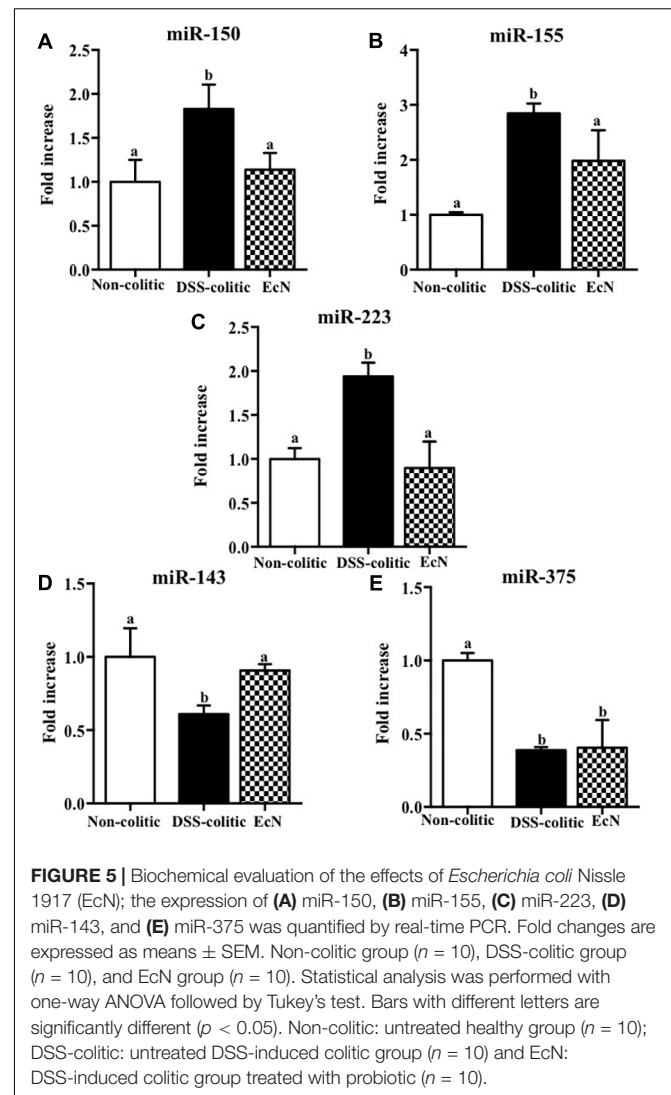 A
miR-150
Fold increase
2.5
2.0
1.5
1.0
0.5
0.0
a
b
a
Non-colitic DSS-colitic EcN
B
miR-155
Fold increase
4
3
2
1
0
a
b
a
Non-colitic DSS-colitic EcN
C
miR-223
Fold increase
2.5
2.0
1.5
1.0
0.5
0.0
a
b
a
Non-colitic DSS-colitic EcN
D
miR-143
Fold increase
1.5
1.0
0.5
0.0
a
b
a
Non-colitic DSS-colitic EcN
E
miR-375
Fold increase
1.5
1.0
0.5
0.0
a
b
b
Non-colitic DSS-colitic EcN
FIGURE 5 | Biochemical evaluation of the effects of Escherichia coli Nissle
1917 (EcN); the expression of (A) miR-150, (B) miR-155, (C) miR-223, (D)
miR-143, and (E) miR-375 was quantified by real-time PCR. Fold changes are
expressed as means ± SEM. Non-colitic group (n = 10), DSS-colitic group
(n = 10), and EcN group (n = 10). Statistical analysis was performed with
one-way ANOVA followed by Tukey's test. Bars with different letters are
significantly different (p < 0.05). Non-colitic: untreated healthy group (n = 10);
DSS-colitic: untreated DSS-induced colitic group (n = 10) and EcN:
DSS-induced colitic group treated with probiotic (n = 10).